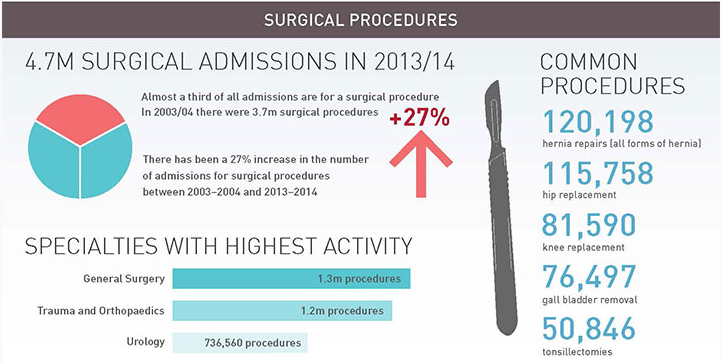 SURGICAL PROCEDURES
4.7M SURGICAL ADMISSIONS IN 2013/14
Almost a third of all admissions are for a surgical procedure
In 2003/04 there were 3.7m surgical procedures
+27%
There has been a 27% increase in the number
of admissions for surgical procedures
between 2003–2004 and 2013–2014
SPECIALTIES WITH HIGHEST ACTIVITY
General Surgery 1.3m procedures
Trauma and Orthopaedics 1.2m procedures
Urology 736,560 procedures
COMMON
PROCEDURES
120,198
hernia repairs (all forms of hernia)
115,758
hip replacement
81,590
knee replacement
76,497
gall bladder removal
50,846
tonsillectomies